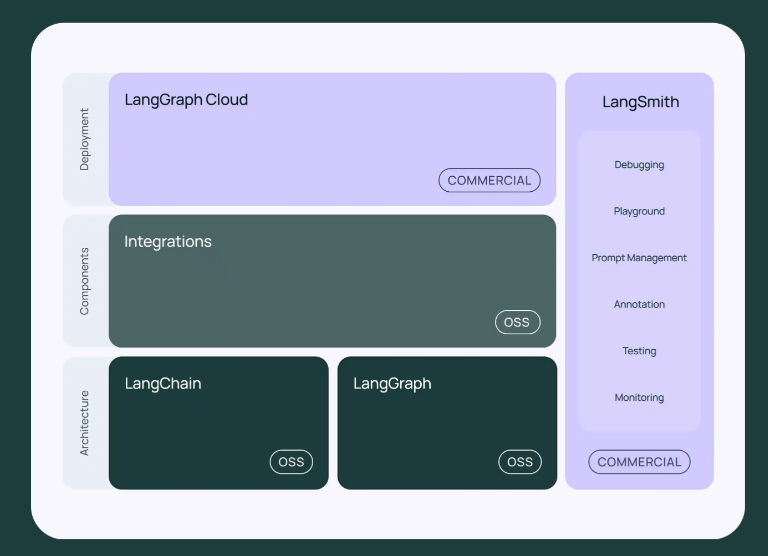 Deployment
LangGraph Cloud
COMMERCIAL
Components
Integrations
OSS
Architecture
LangChain
OSS
LangGraph
OSS
LangSmith
Debugging
Playground
Prompt Management
Annotation
Testing
Monitoring
COMMERCIAL